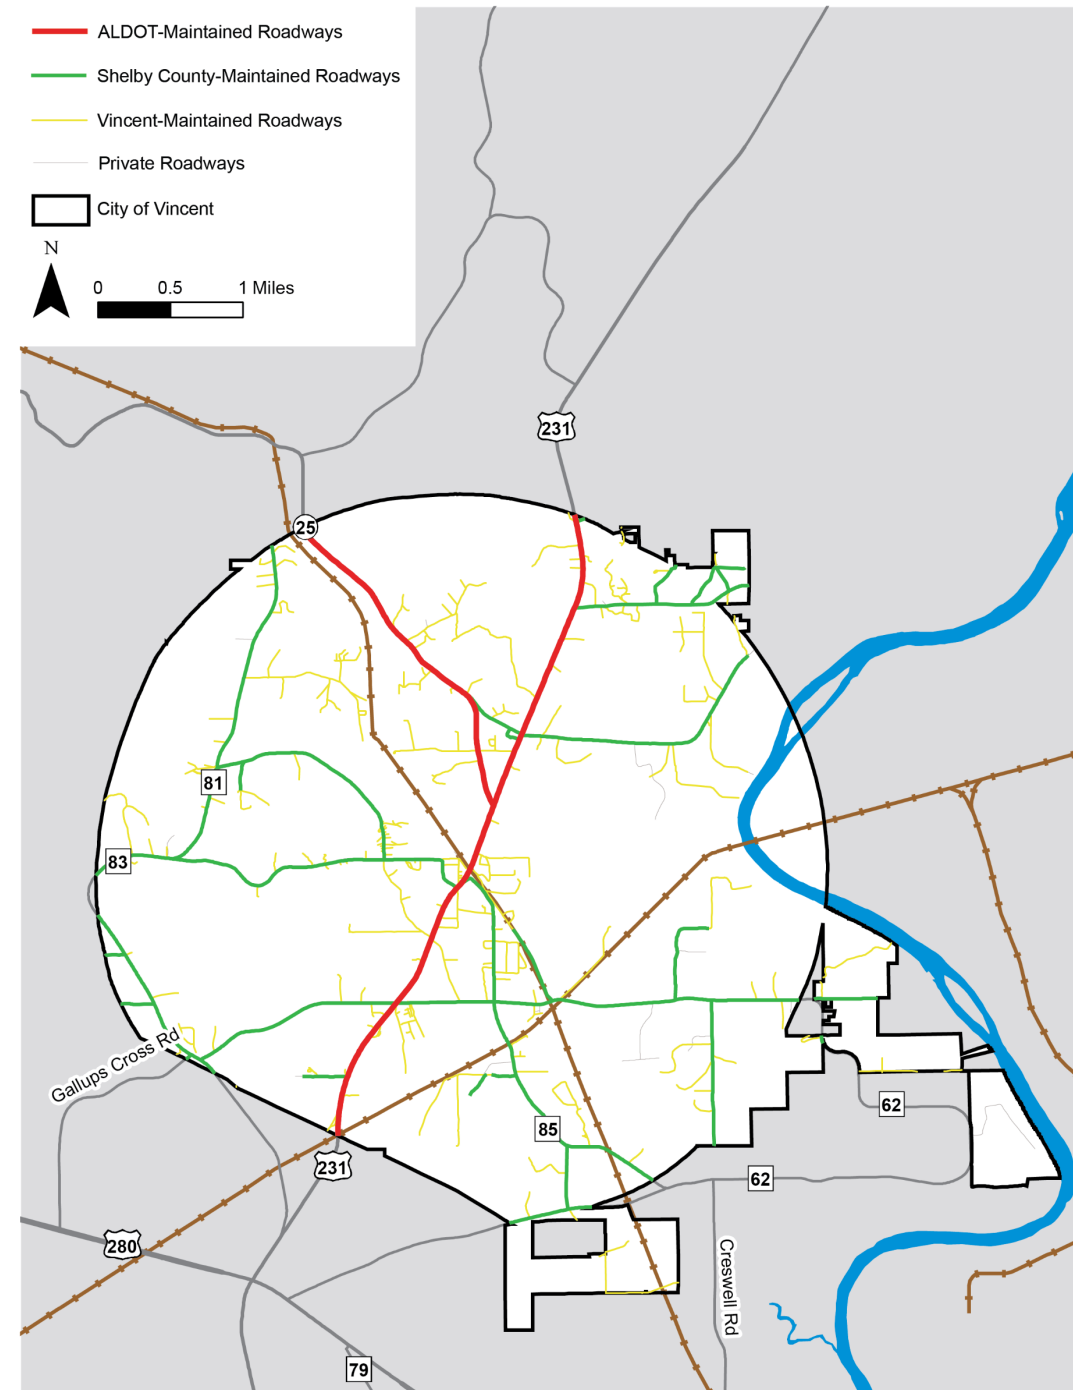 ALDOT-Maintained Roadways
Shelby County-Maintained Roadways
Vincent-Maintained Roadways
Private Roadways
City of Vincent
N
0 0.5 1 Miles
231
25
81
83
Gallups Cross Rd
62
85
231
62
280
Creswell Rd
79